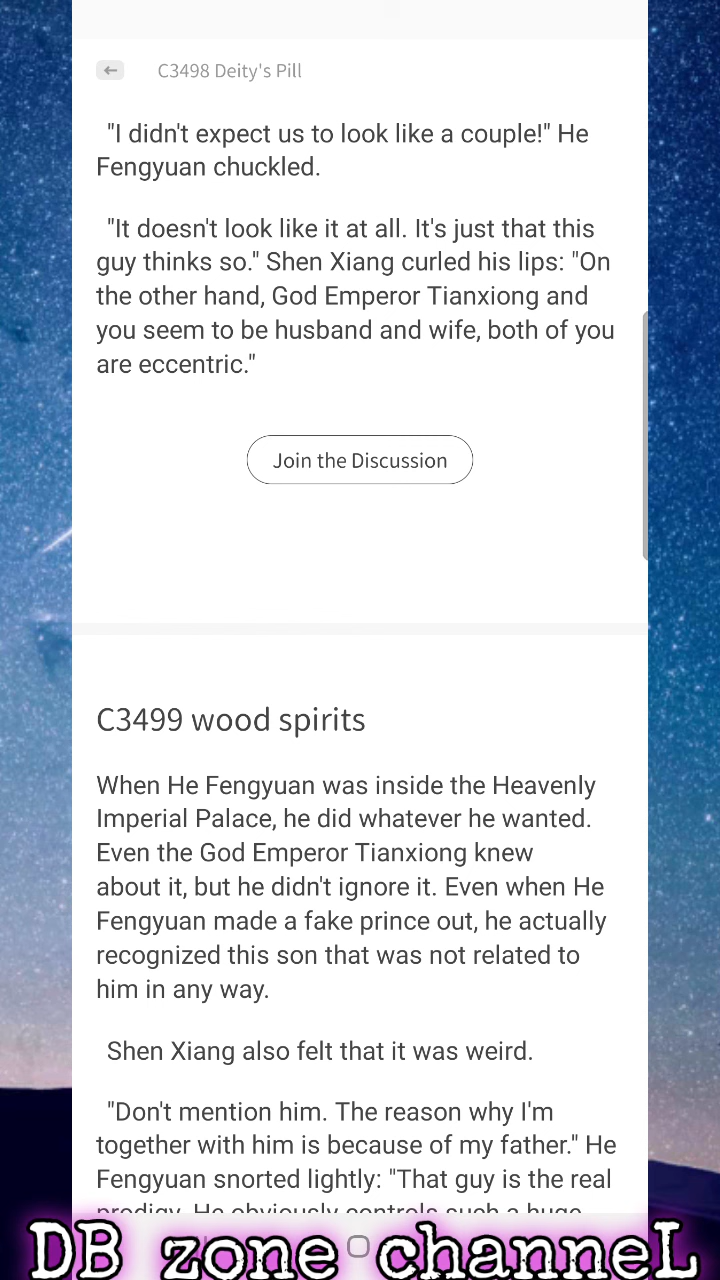 C3498 Deity's Pill
"I didn't expect us to look like a couple!" He
Fengyuan chuckled.
"It doesn't look like it at all. It's just that this
guy thinks so." Shen Xiang curled his lips: "On
the other hand, God Emperor Tianxiong and
you seem to be husband and wife, both of you
are eccentric."
Join the Discussion
C3499 wood spirits
When He Fengyuan was inside the Heavenly
Imperial Palace, he did whatever he wanted.
Even the God Emperor Tianxiong knew
about it, but he didn't ignore it. Even when He
Fengyuan made a fake prince out, he actually
recognized this son that was not related to
him in any way.
Shen Xiang also felt that it was weird.
"Don't mention him. The reason why I'm
together with him is because of my father." He
Fengyuan snorted lightly: "That guy is the real
prodigy. He obviously controls such a huge
DB zone channeL